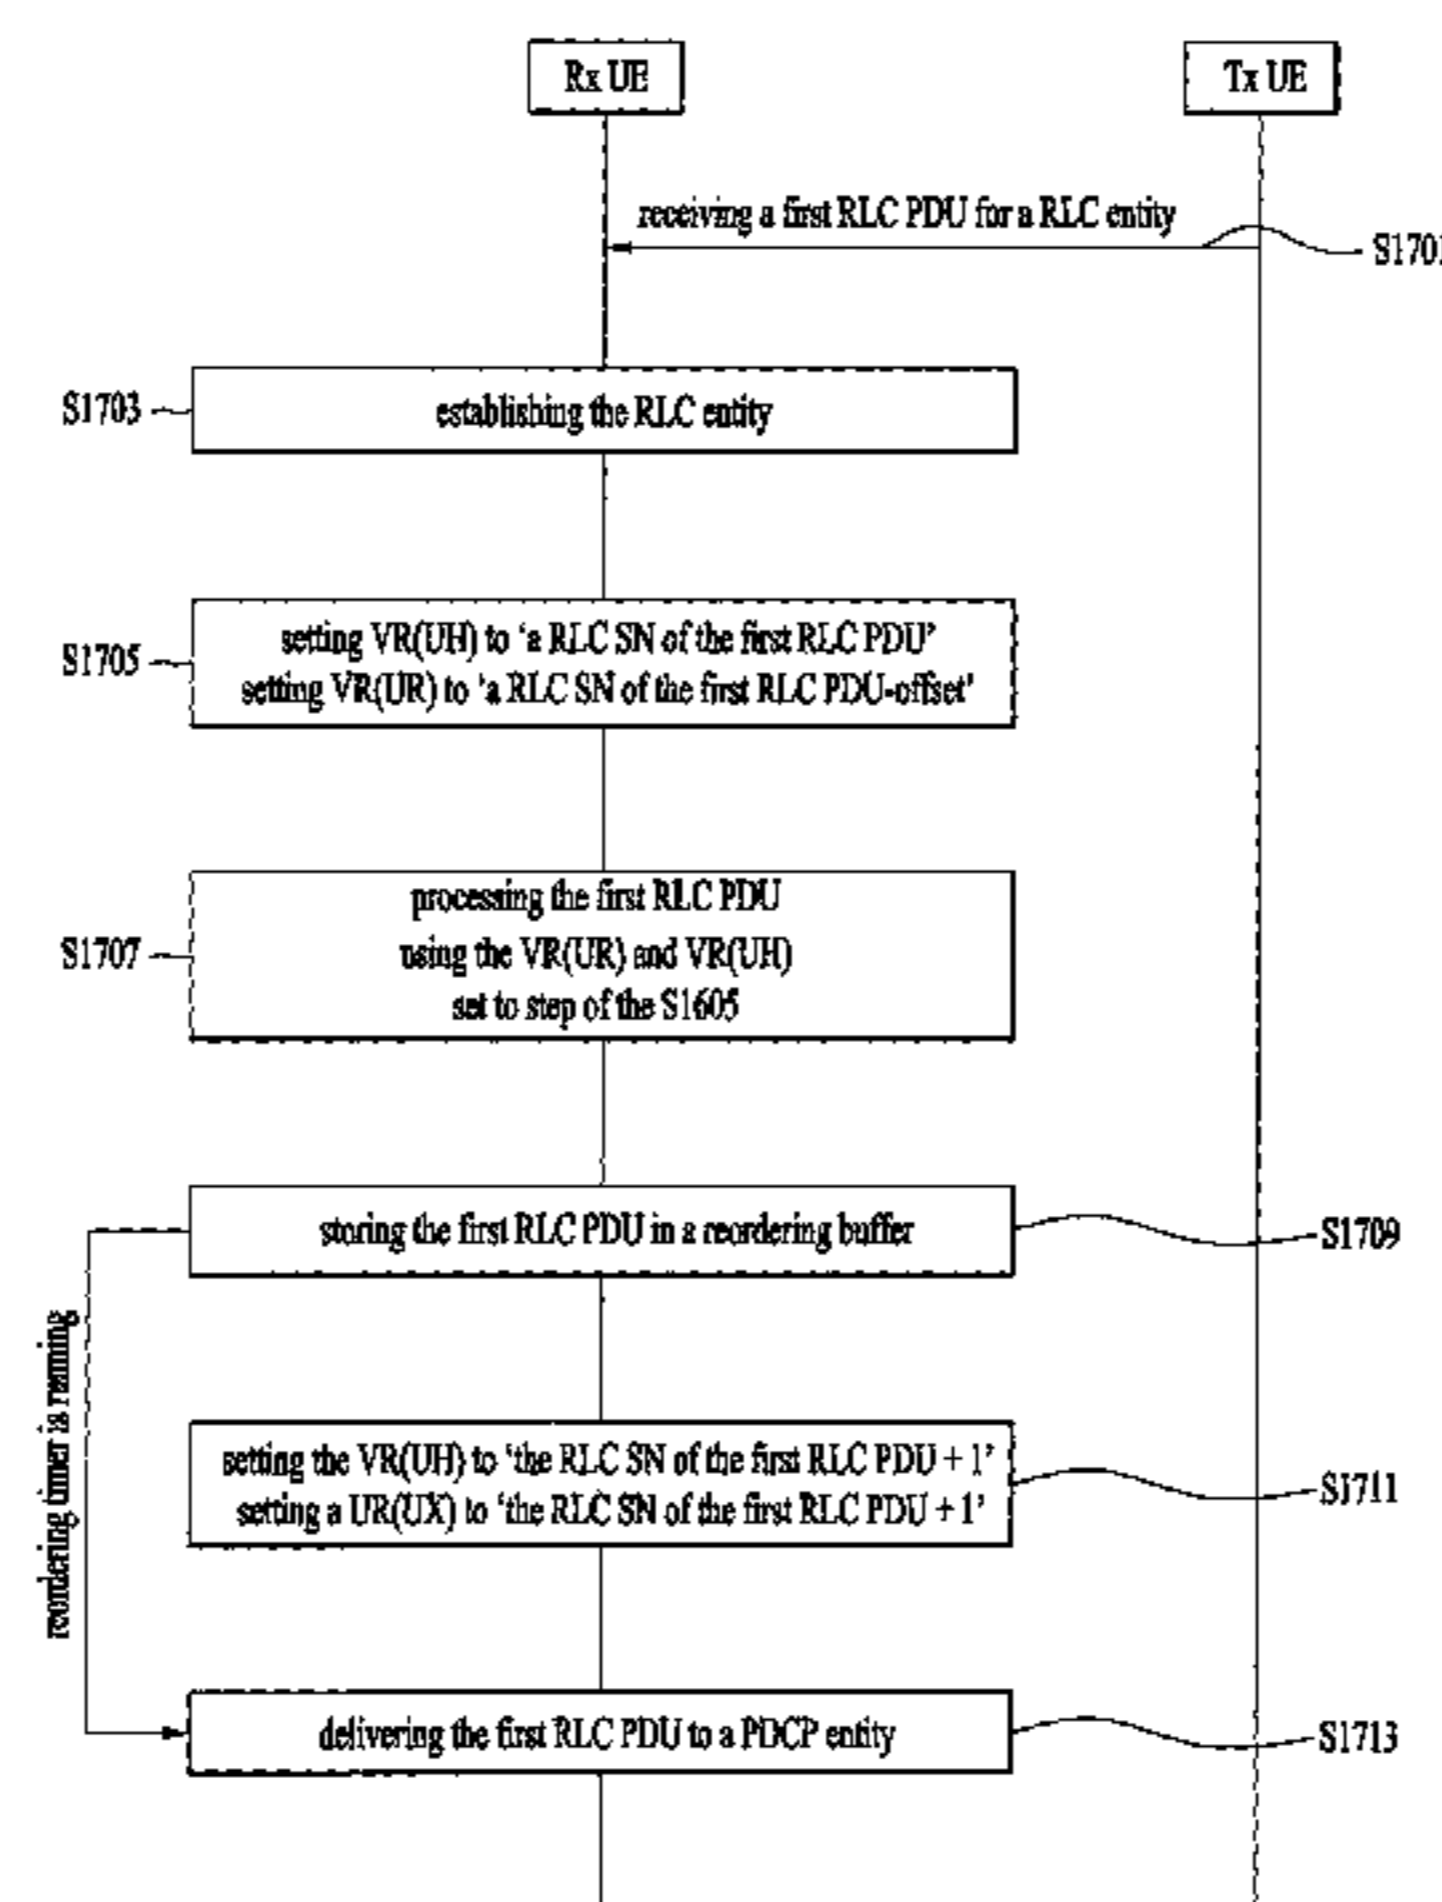 Rx UE
Tx UE
receiving a first RLC PDU for a RLC entity
S1701
S1703
establishing the RLC entity
S1705
setting VR(UH) to ‘a RLC SN of the first RLC PDU’
setting VR(UR) to ‘a RLC SN of the first RLC PDU-offset’
S1707
processing the first RLC PDU
using the VR(UR) and VR(UH)
set to step of the S1605
storing the first RLC PDU in a reordering buffer
S1709
reordering timer is running
setting the VR(UH) to ‘the RLC SN of the first RLC PDU + 1’
setting a UR(UX) to ‘the RLC SN of the first RLC PDU + 1’
S1711
delivering the first RLC PDU to a PDCP entity
S1713